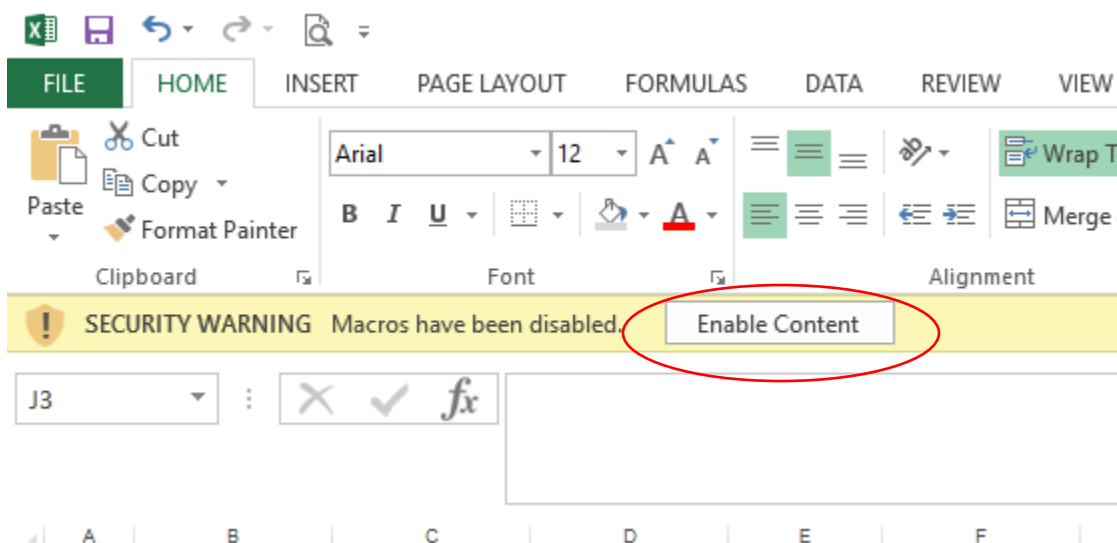 FILE HOME INSERT PAGE LAYOUT FORMULAS DATA REVIEW VIEW
Paste
Cut
Copy
Format Painter
Clipboard
Arial 12 A A
B I U A
Font
Wrap T
Merge
Alignment
SECURITY WARNING Macros have been disabled. Enable Content
J3 fx
A B C D E F